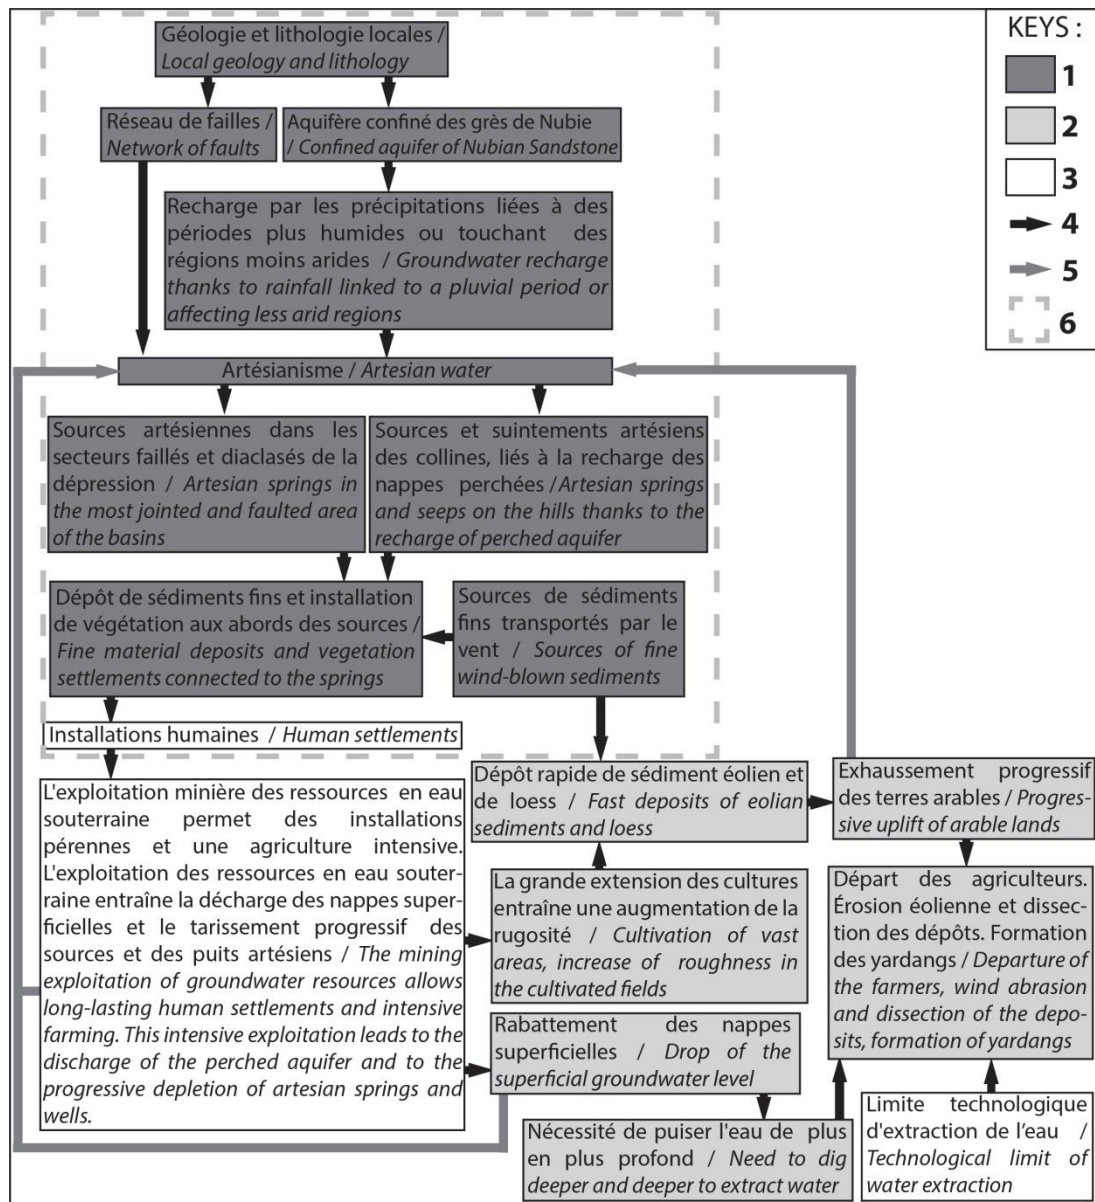 Géologie et lithologie locales /
Local geology and lithology
KEYS :
1
2
3
4
5
6
Réseau de failles /
Network of faults
Aquifère confiné des grès de Nubie
/ Confined aquifer of Nubian Sandstone
Recharge par les précipitations liées à des
périodes plus humides ou touchant des
régions moins arides / Groundwater recharge
thanks to rainfall linked to a pluvial period or
affecting less arid regions
Artésianisme / Artesian water
Sources artésiennes dans les
secteurs faillés et diaclasés de la
dépression / Artesian springs in
the most jointed and faulted area
of the basins
Sources et suintements artésiens
des collines, liés à la recharge des
nappes perchées / Artesian springs
and seeps on the hills thanks to the
recharge of perched aquifer
Dépôt de sédiments fins et installation
de végétation aux abords des sources /
Fine material deposits and vegetation
settlements connected to the springs
Sources de sédiments
fins transportés par le
vent / Sources of fine
wind-blown sediments
Installations humaines / Human settlements
L'exploitation minière des ressources en eau
souterraine permet des installations
pérennes et une agriculture intensive.
L'exploitation des ressources en eau souter-
raine entraîne la décharge des nappes super-
ficielles et le tarissement progressif des
sources et des puits artésiens / The mining
exploitation of groundwater resources allows
long-lasting human settlements and intensive
farming. This intensive exploitation leads to the
discharge of the perched aquifer and to the
progressive depletion of artesian springs and
wells.
Dépôt rapide de sédiment éolien et
de loess / Fast deposits of eolian
sediments and loess
Exhaussement progressif
des terres arables / Progres-
sive uplift of arable lands
La grande extension des cultures
entraîne une augmentation de la
rugosité / Cultivation of vast
areas, increase of roughness in
the cultivated fields
Départ des agriculteurs.
Érosion éolienne et dissec-
tion des dépôts. Formation
des yardangs / Departure of
the farmers, wind abrasion
and dissection of the depo-
sits, formation of yardangs
Rabattement des nappes
superficielles / Drop of the
superficial groundwater level
Nécessité de puiser l'eau de plus
en plus profond / Need to dig
deeper and deeper to extract water
Limite technologique
d'extraction de l'eau /
Technological limit of
water extraction